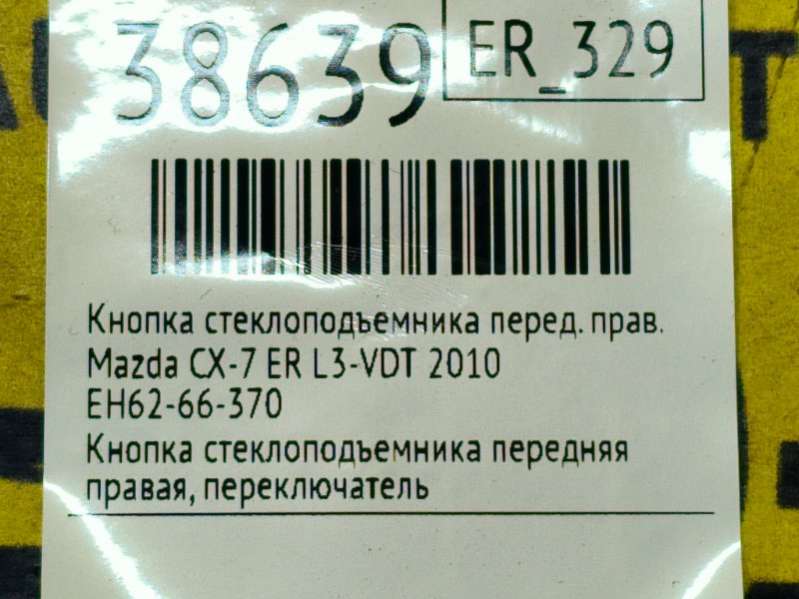 38639
ER_329
Кнопка стеклоподъемника перед. прав.
Mazda CX-7 ER L3-VDT 2010
EH62-66-370
Кнопка стеклоподъемника передняя
правая, переключатель